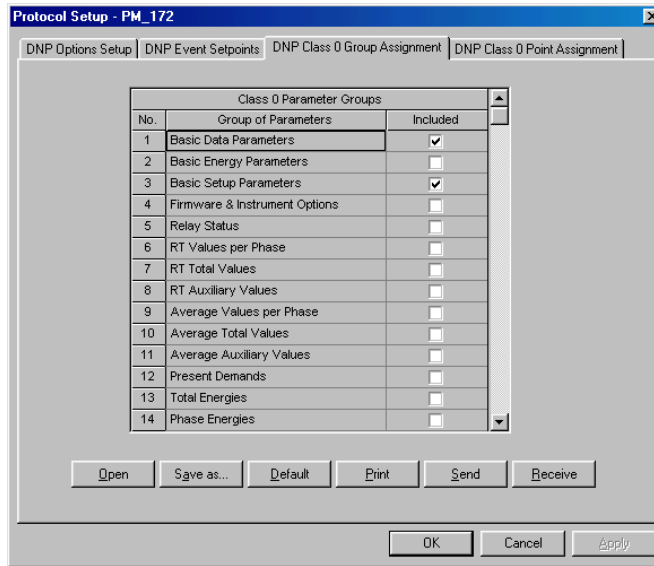 Protocol Setup - PM_172
DNP Options Setup DNP Event Setpoints DNP Class 0 Group Assignment DNP Class 0 Point Assignment
Class 0 Parameter Groups
No. Group of Parameters Included
1 Basic Data Parameters
2 Basic Energy Parameters
3 Basic Setup Parameters
4 Firmware & Instrument Options
5 Relay Status
6 RT Values per Phase
7 RT Total Values
8 RT Auxiliary Values
9 Average Values per Phase
10 Average Total Values
11 Average Auxiliary Values
12 Present Demands
13 Total Energies
14 Phase Energies
Open Save as... Default Print Send Receive
OK Cancel Apply